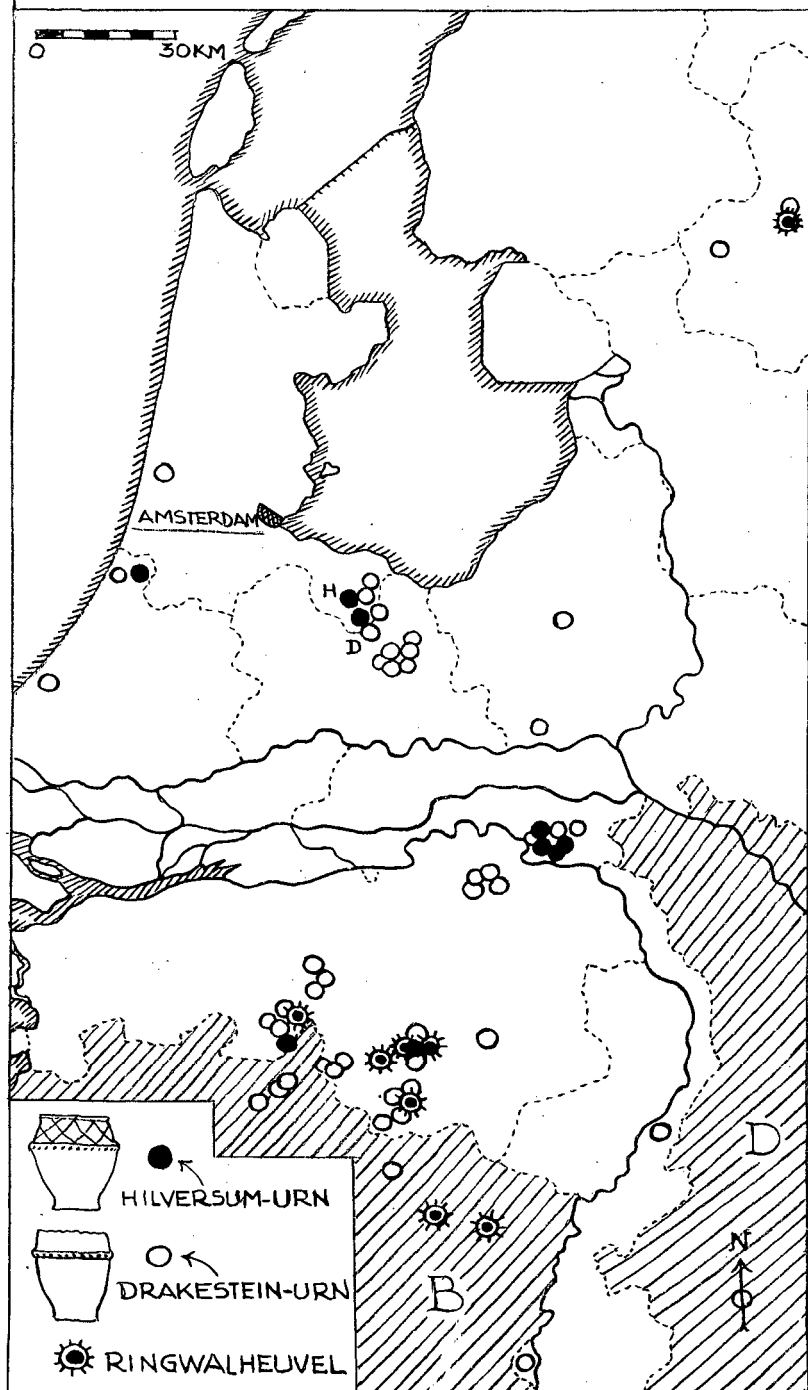 0 30KM
AMSTERDAM
H
D
D
HILVERSUM-URN
DRAKESTEIN-URN
RINGWALHEUVEL
B
N